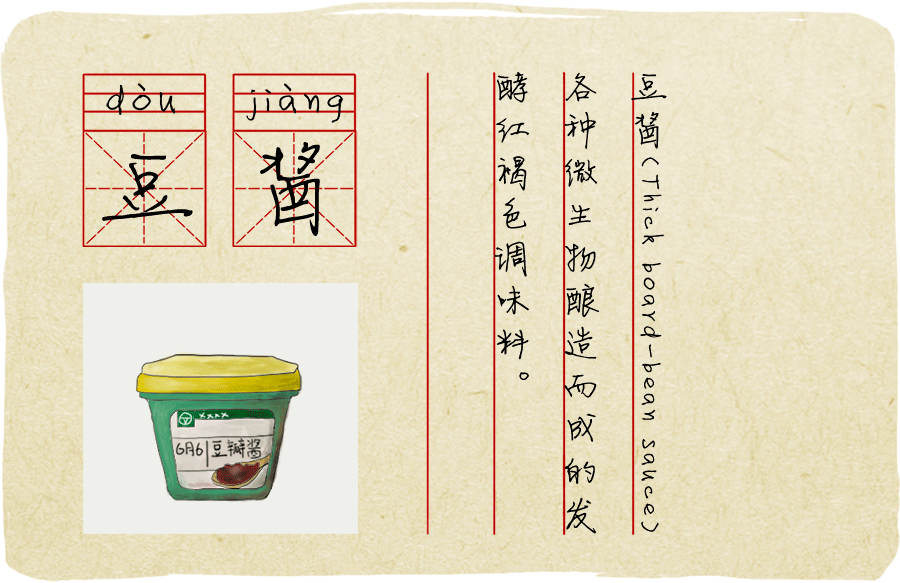 dòu jiàng
豆酱
豆酱(Thick board-bean sauce)
各种微生物酿造而成的发
酵红褐色调味料。
xxxx
6月6 豆瓣酱